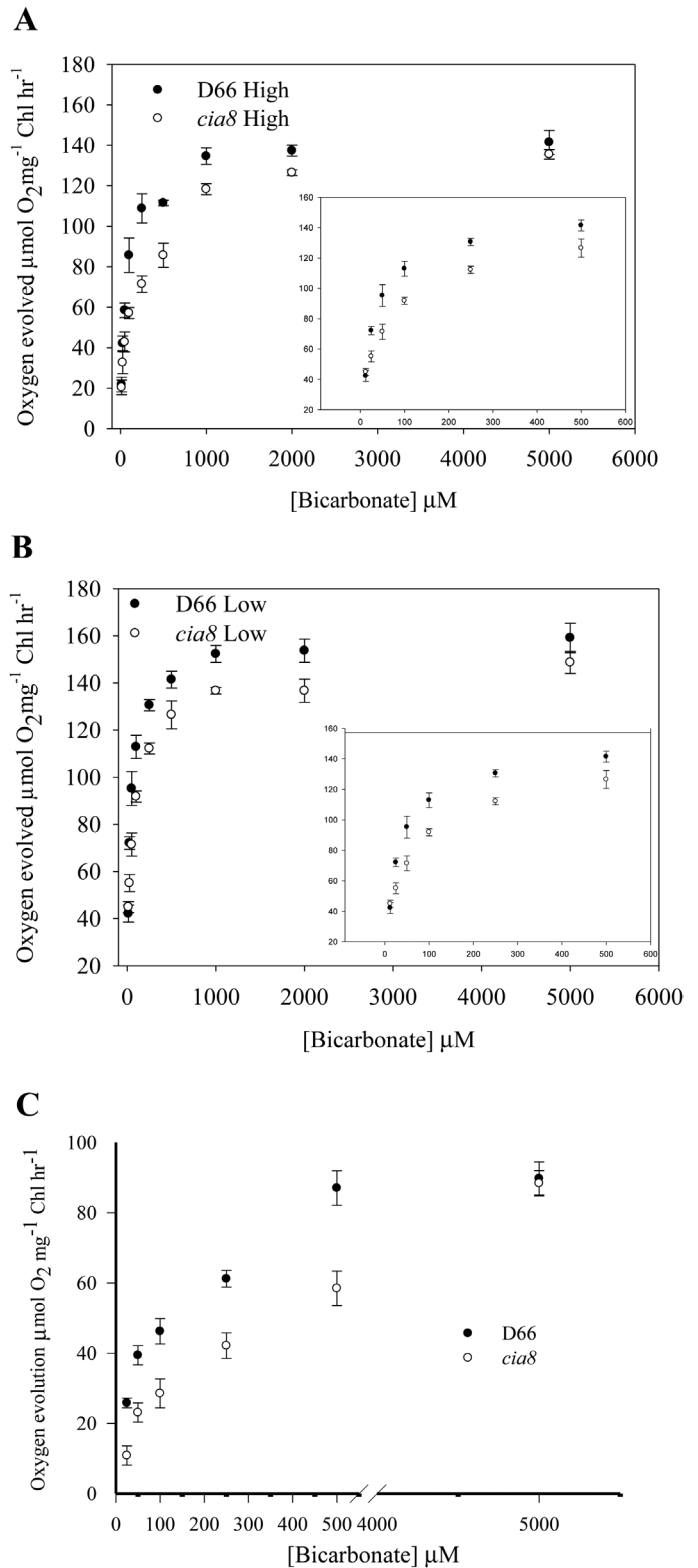 A
Oxygen evolved μmol O2mg-1 Chl hr-1
180
160
140
120
100
80
60
40
20
0
D66 High
cia8 High
160
140
120
100
80
60
40
20
0 100 200 300 400 500 600
0 1000 2000 3000 4000 5000 6000
[Bicarbonate] μM
B
Oxygen evolved μmol O2mg-1 Chl hr-1
180
160
140
120
100
80
60
40
20
D66 Low
cia8 Low
160
140
120
100
80
60
40
20
0 100 200 300 400 500 600
0 1000 2000 3000 4000 5000 6000
[Bicarbonate] μM
C
Oxygen evolution μmol O2 mg-1 Chl hr-1
100
80
60
40
20
0
D66
cia8
0 100 200 300 400 500 4000 5000
[Bicarbonate] μM